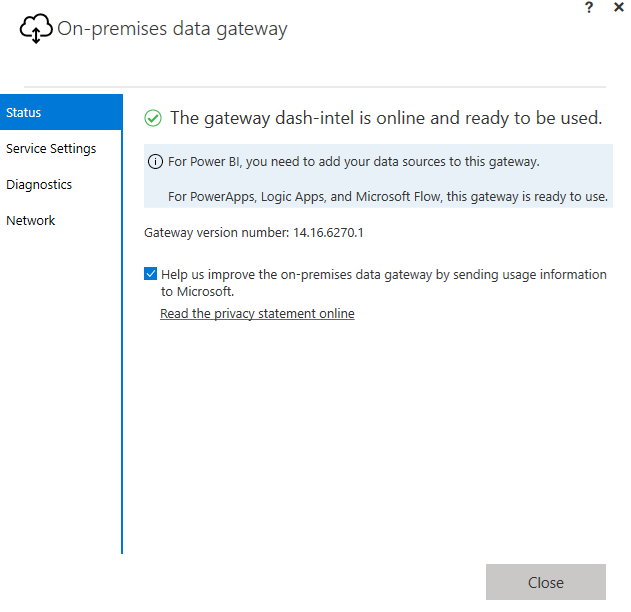 ? ×
On-premises data gateway
Status
Service Settings
Diagnostics
Network
The gateway dash-intel is online and ready to be used.
For Power BI, you need to add your data sources to this gateway.
For PowerApps, Logic Apps, and Microsoft Flow, this gateway is ready to use.
Gateway version number: 14.16.6270.1
Help us improve the on-premises data gateway by sending usage information
to Microsoft.
Read the privacy statement online
Close